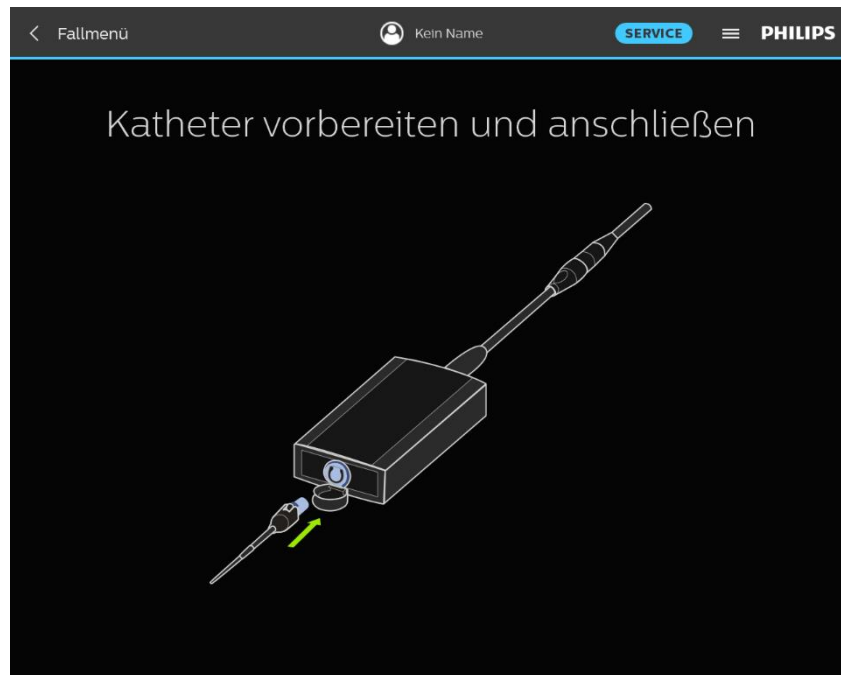 Fallmenü
Kein Name
SERVICE
PHILIPS
Katheter vorbereiten und anschließen